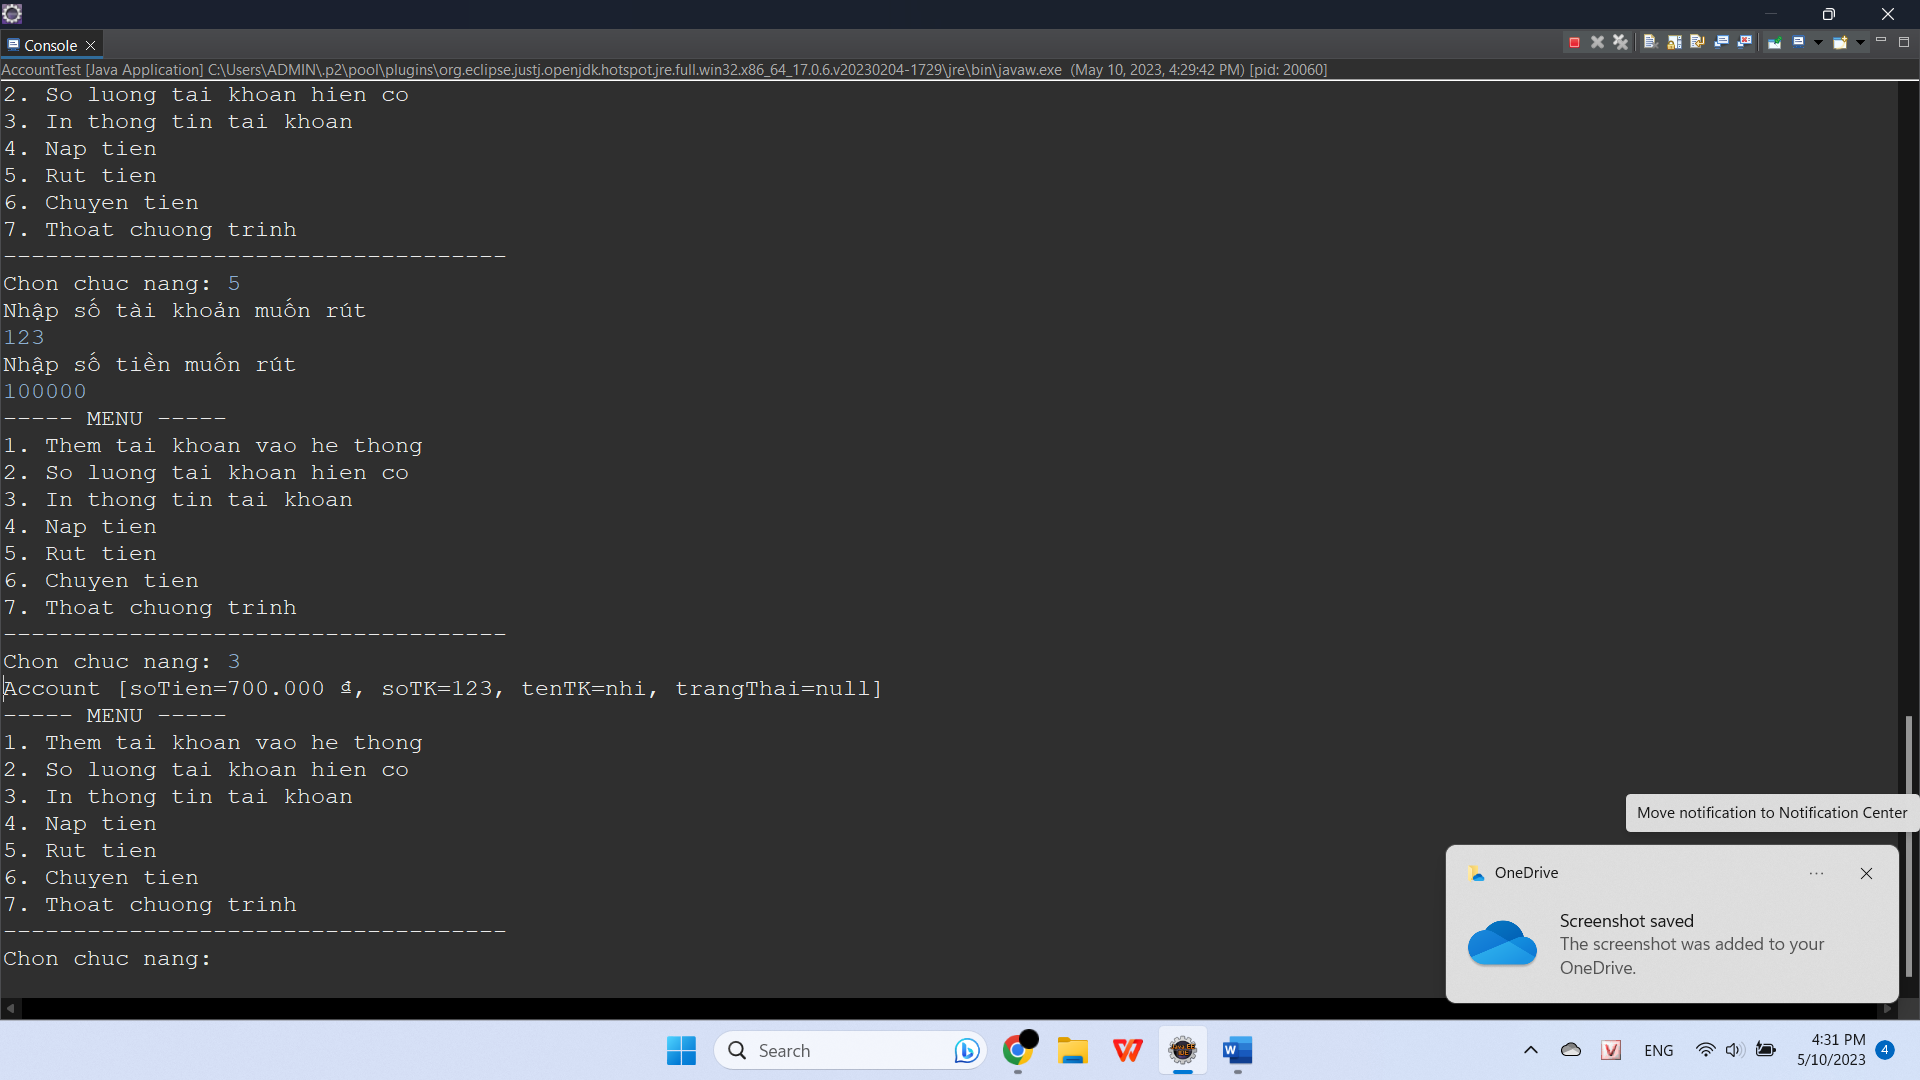 Console
AccountTest [Java Application] C:\Users\ADMIN\.p2\pool\plugins\org.eclipse.justj.openjdk.hotspot.jre.full.win32.x86_64_17.0.6.v20230204-1729\jre\bin\javaw.exe (May 10, 2023, 4:29:42 PM) [pid: 20060]
2. So luong tai khoan hien co
3. In thong tin tai khoan
4. Nap tien
5. Rut tien
6. Chuyen tien
7. Thoat chuong trinh
------------------------------------
Chon chuc nang: 5
Nhập số tài khoản muốn rút
123
Nhập số tiền muốn rút
100000
----- MENU -----
1. Them tai khoan vao he thong
2. So luong tai khoan hien co
3. In thong tin tai khoan
4. Nap tien
5. Rut tien
6. Chuyen tien
7. Thoat chuong trinh
------------------------------------
Chon chuc nang: 3
Account [soTien=700.000 ₫, soTK=123, tenTK=nhi, trangThai=null]
----- MENU -----
1. Them tai khoan vao he thong
2. So luong tai khoan hien co
3. In thong tin tai khoan
4. Nap tien
5. Rut tien
6. Chuyen tien
7. Thoat chuong trinh
------------------------------------
Chon chuc nang:
Move notification to Notification Center
OneDrive
Screenshot saved
The screenshot was added to your
OneDrive.
Search
ENG
4:31 PM
5/10/2023
4